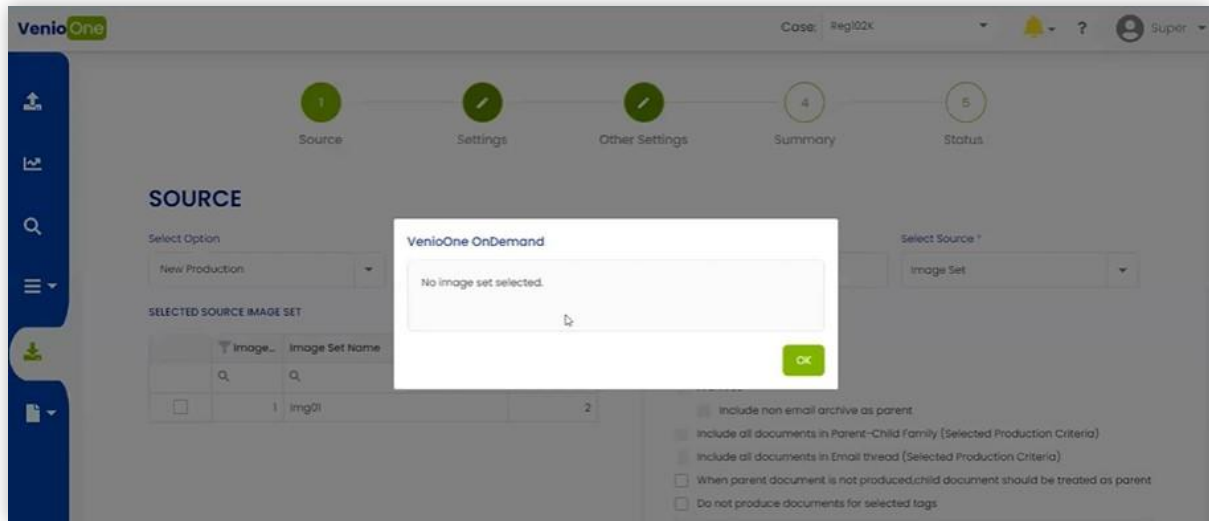 VenioOne
Case: Reg102K
?
Super
1
4
5
Source
Settings
Other Settings
Summary
Status
SOURCE
Select Option
Select Source *
New Production
Image Set
VenioOne OnDemand
No image set selected.
OK
SELECTED SOURCE IMAGE SET
Image...
Image Set Name
1
Img01
2
Include non email archive as parent
Include all documents in Parent-Child Family (Selected Production Criteria)
Include all documents in Email thread (Selected Production Criteria)
When parent document is not produced,child document should be treated as parent
Do not produce documents for selected tags